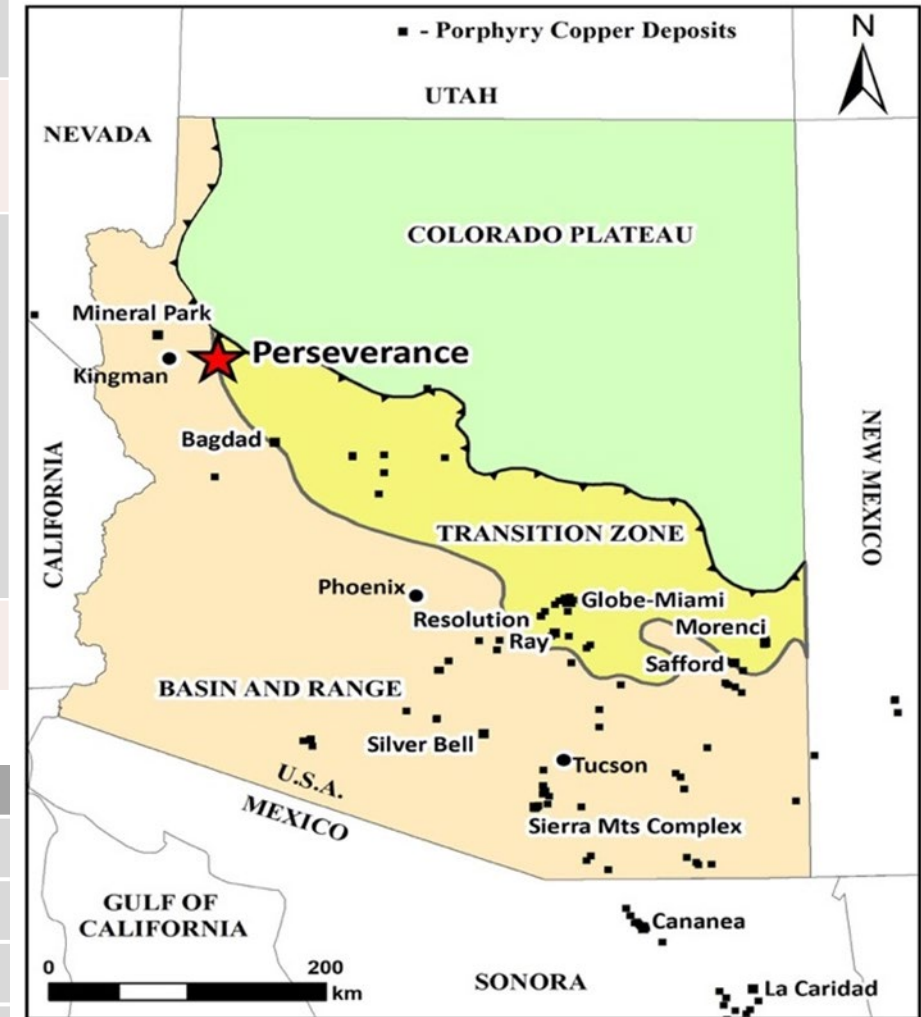 ■ - Porphyry Copper Deposits
N
UTAH
NEVADA
COLORADO PLATEAU
Mineral Park
Perseverance
Kingman
Bagdad
CALIFORNIA
NEW MEXICO
TRANSITION ZONE
Phoenix
Globe-Miami
Resolution
Morenci
Ray
Safford
BASIN AND RANGE
Silver Bell
Tucson
U.S.A.
MEXICO
Sierra Mts Complex
GULF OF
CALIFORNIA
Cananea
0 200
km
SONORA
La Caridad